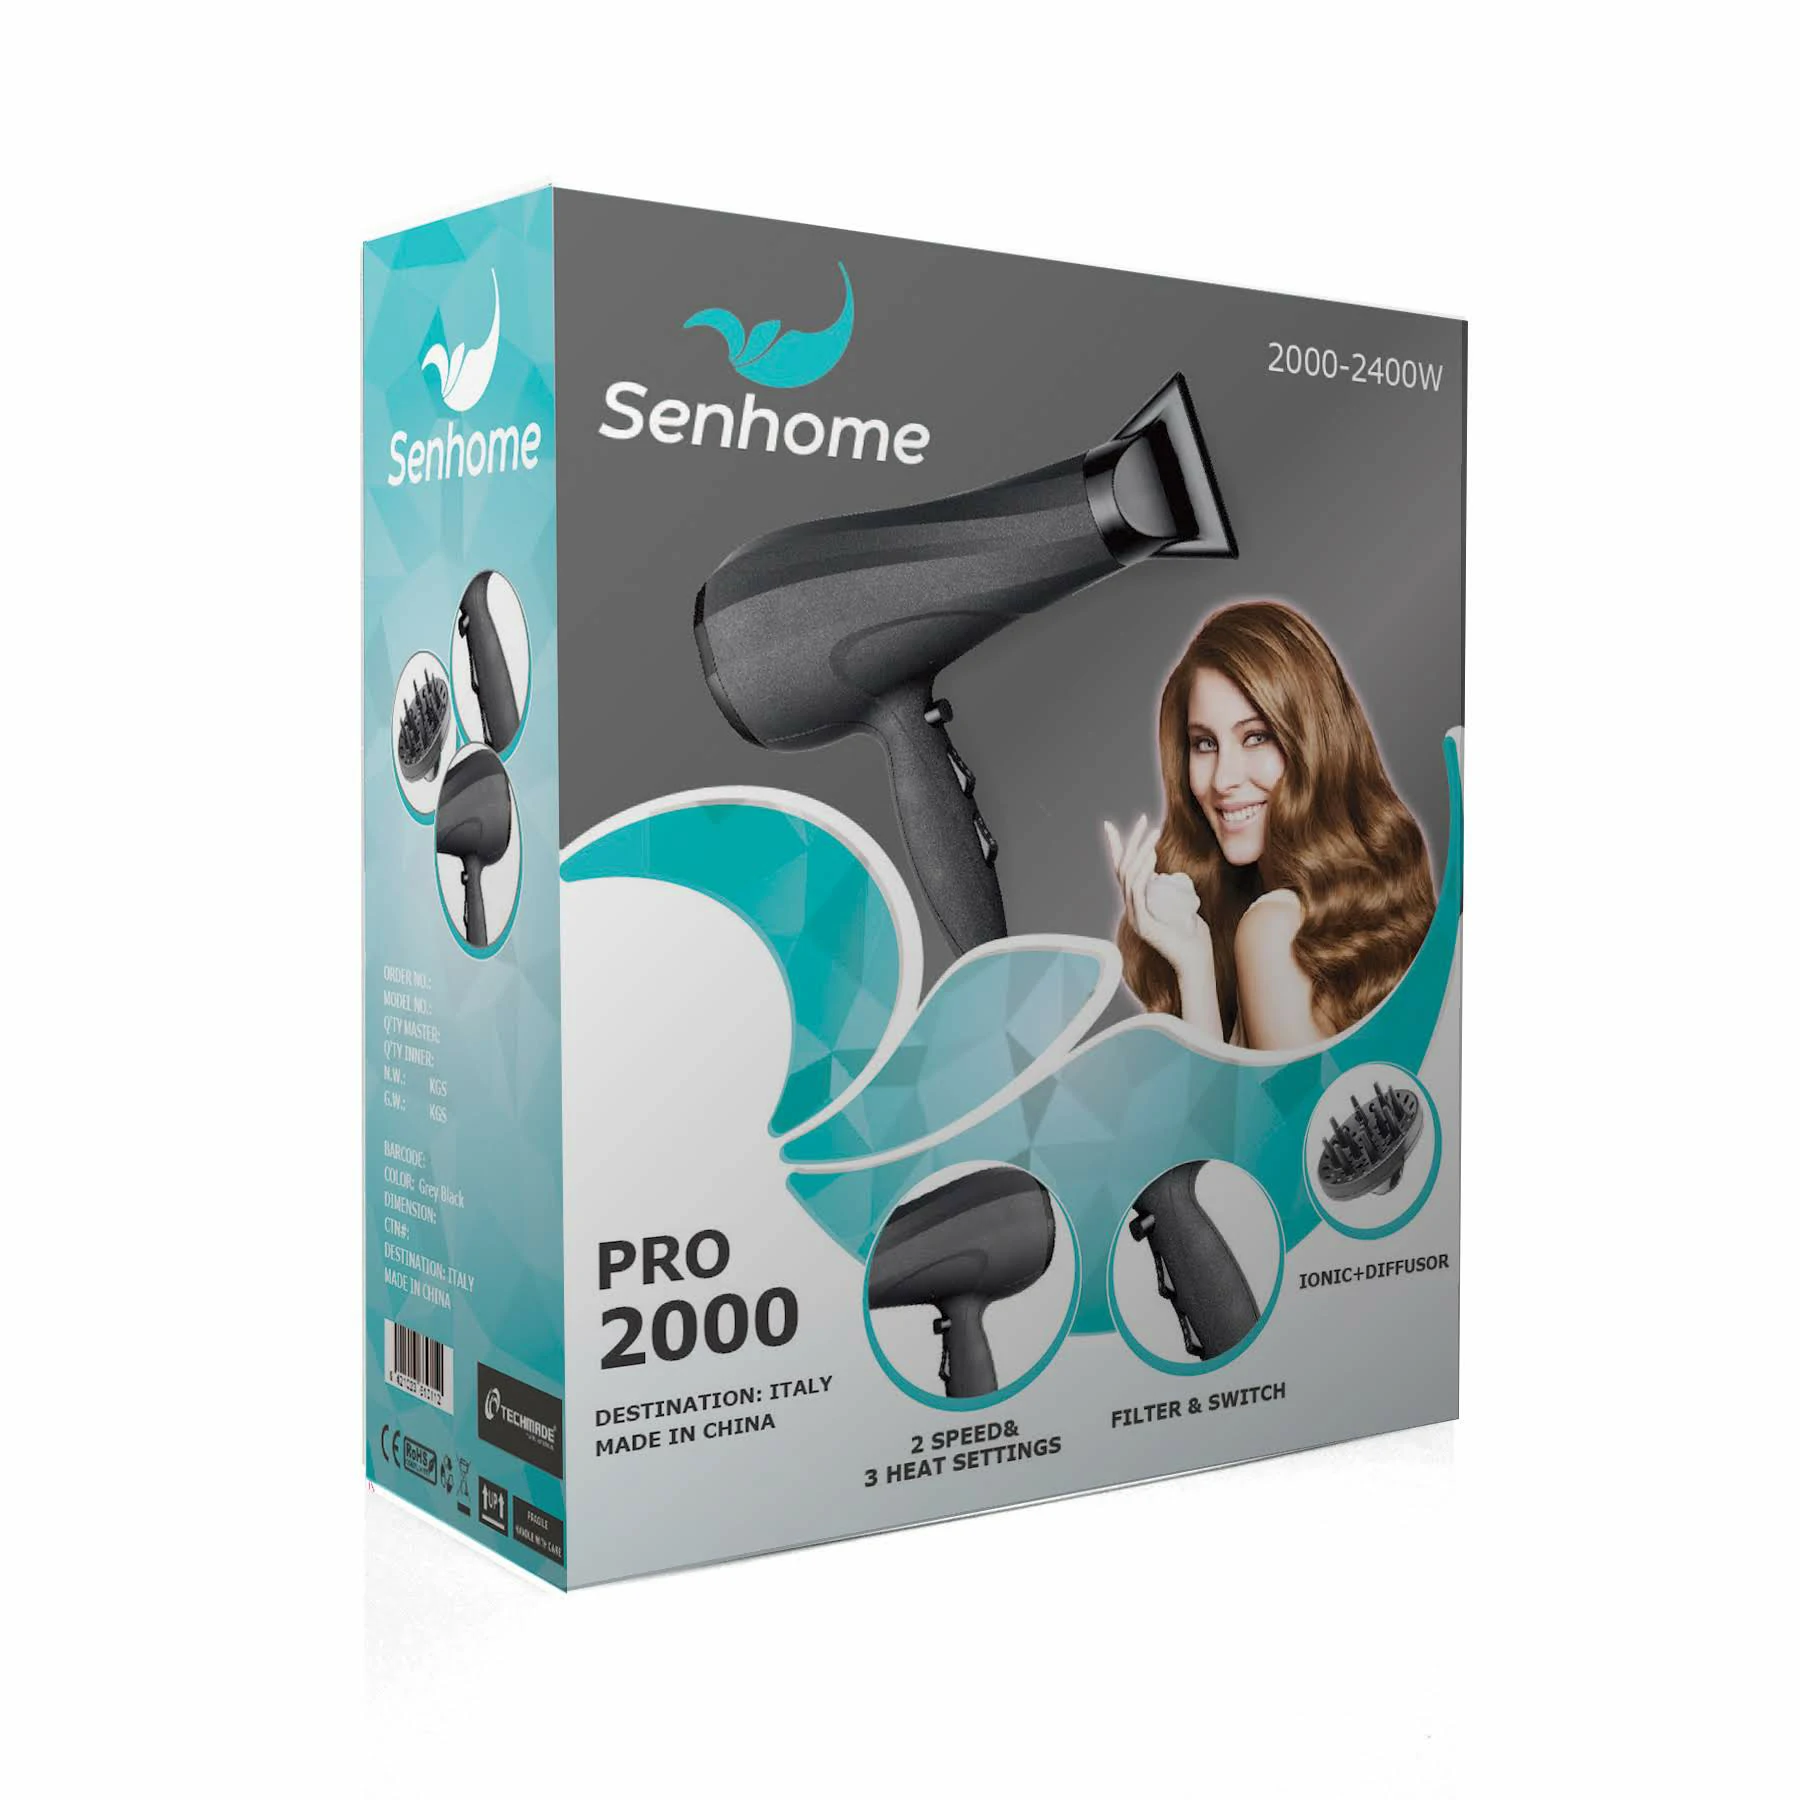 Senhome
ORDER NO.:
MODEL NO.:
Q'TY MASTER:
Q'TY INNER:
N.W.: KGS
G.W.: KGS
BARCODE:
COLOR: Grey Black
DIMENSION:
CTN#:
DESTINATION: ITALY
MADE IN CHINA
TECHMADE
CE
RoHS
UP
FRAGILE
HANDLE WITH CARE
Senhome
2000-2400W
PRO
2000
DESTINATION: ITALY
MADE IN CHINA
2 SPEED&
3 HEAT SETTINGS
FILTER & SWITCH
IONIC+DIFFUSOR